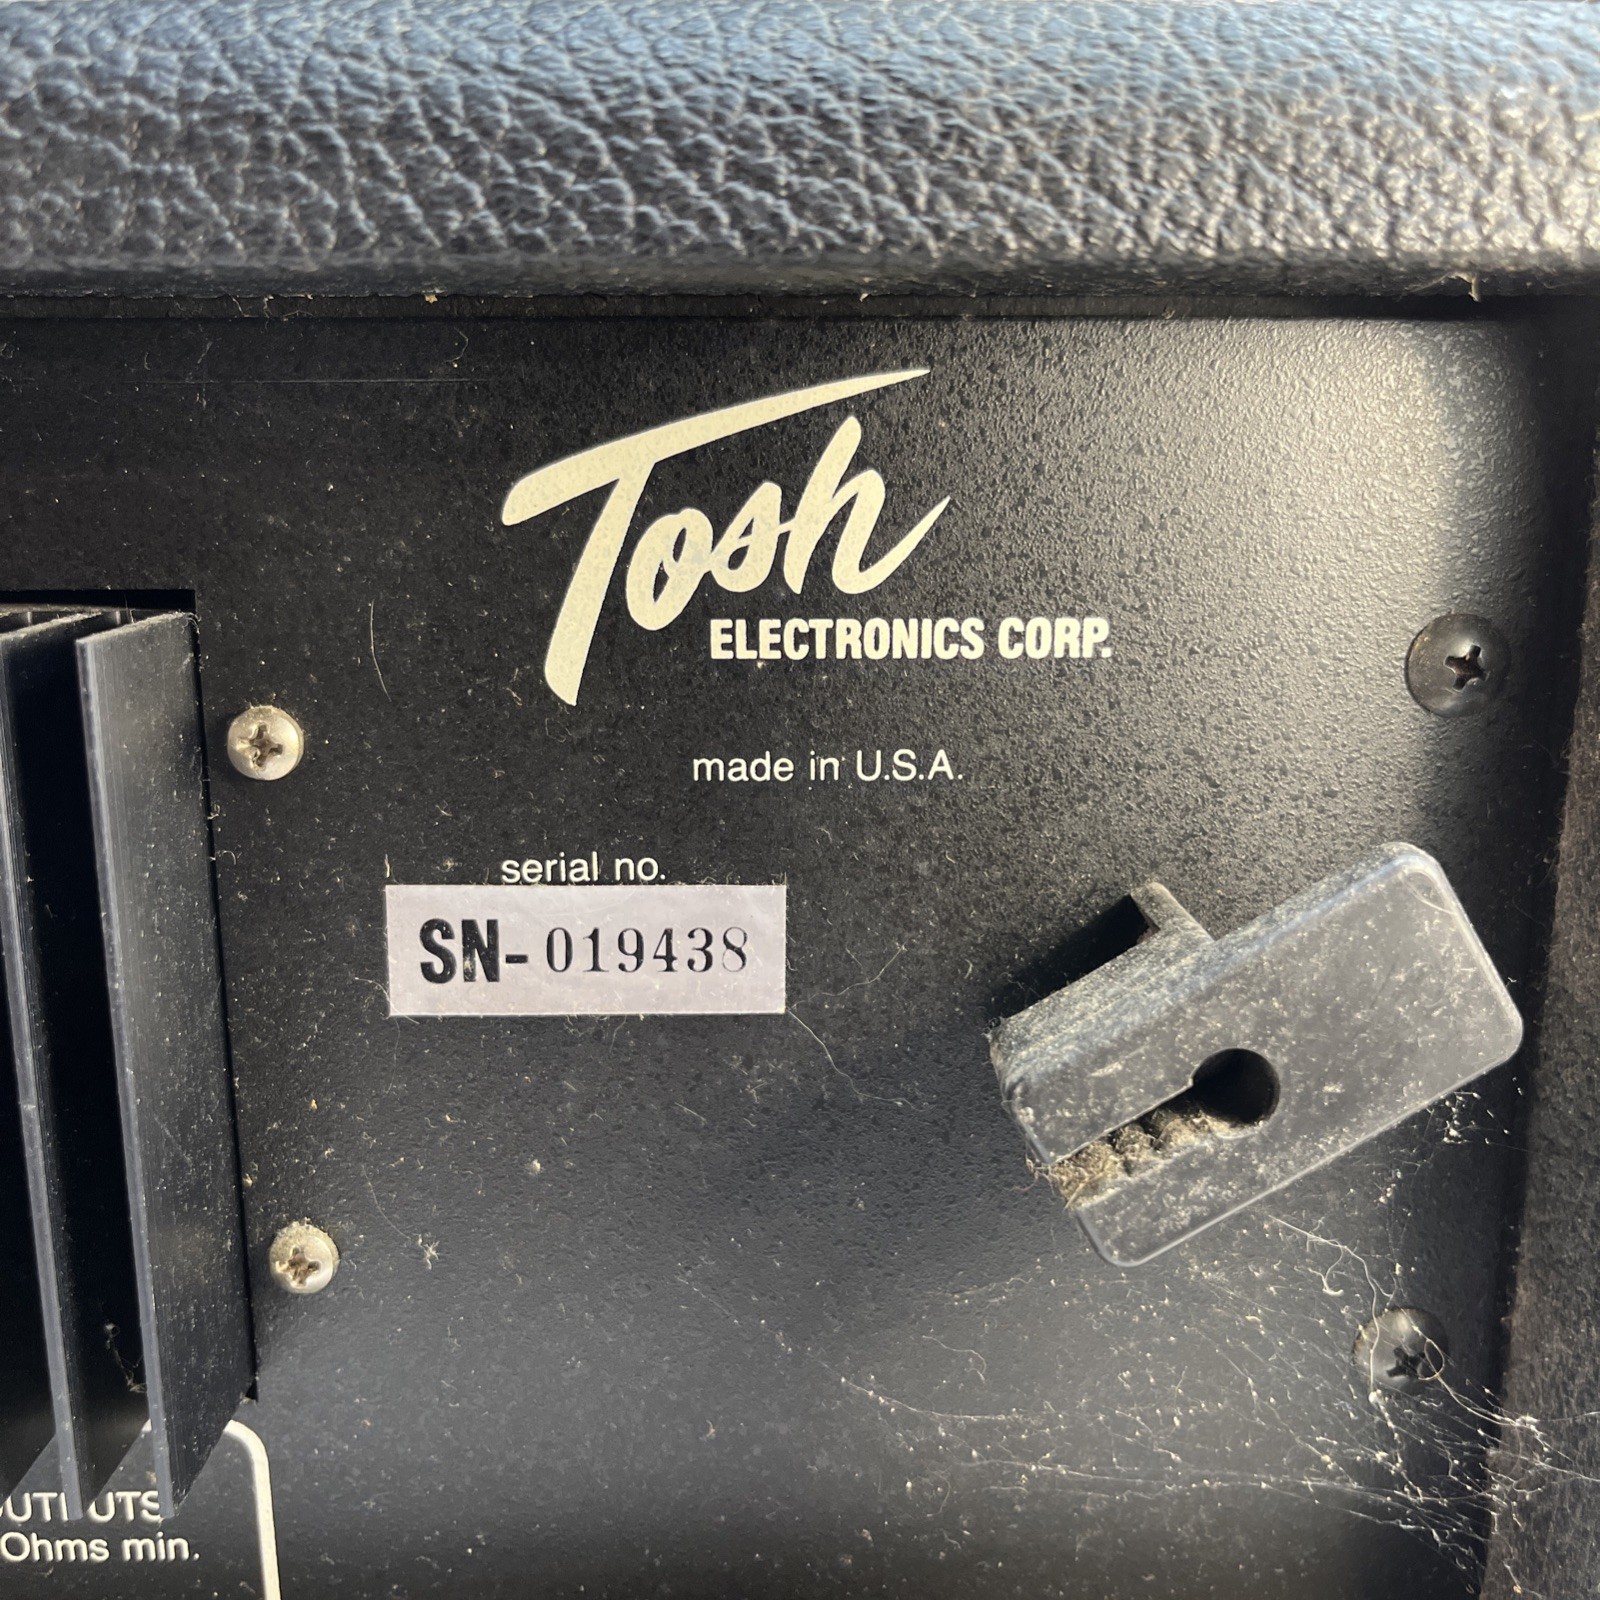 Tosh
ELECTRONICS CORP.
made in U.S.A.
serial no.
SN-019438
Ohms min.